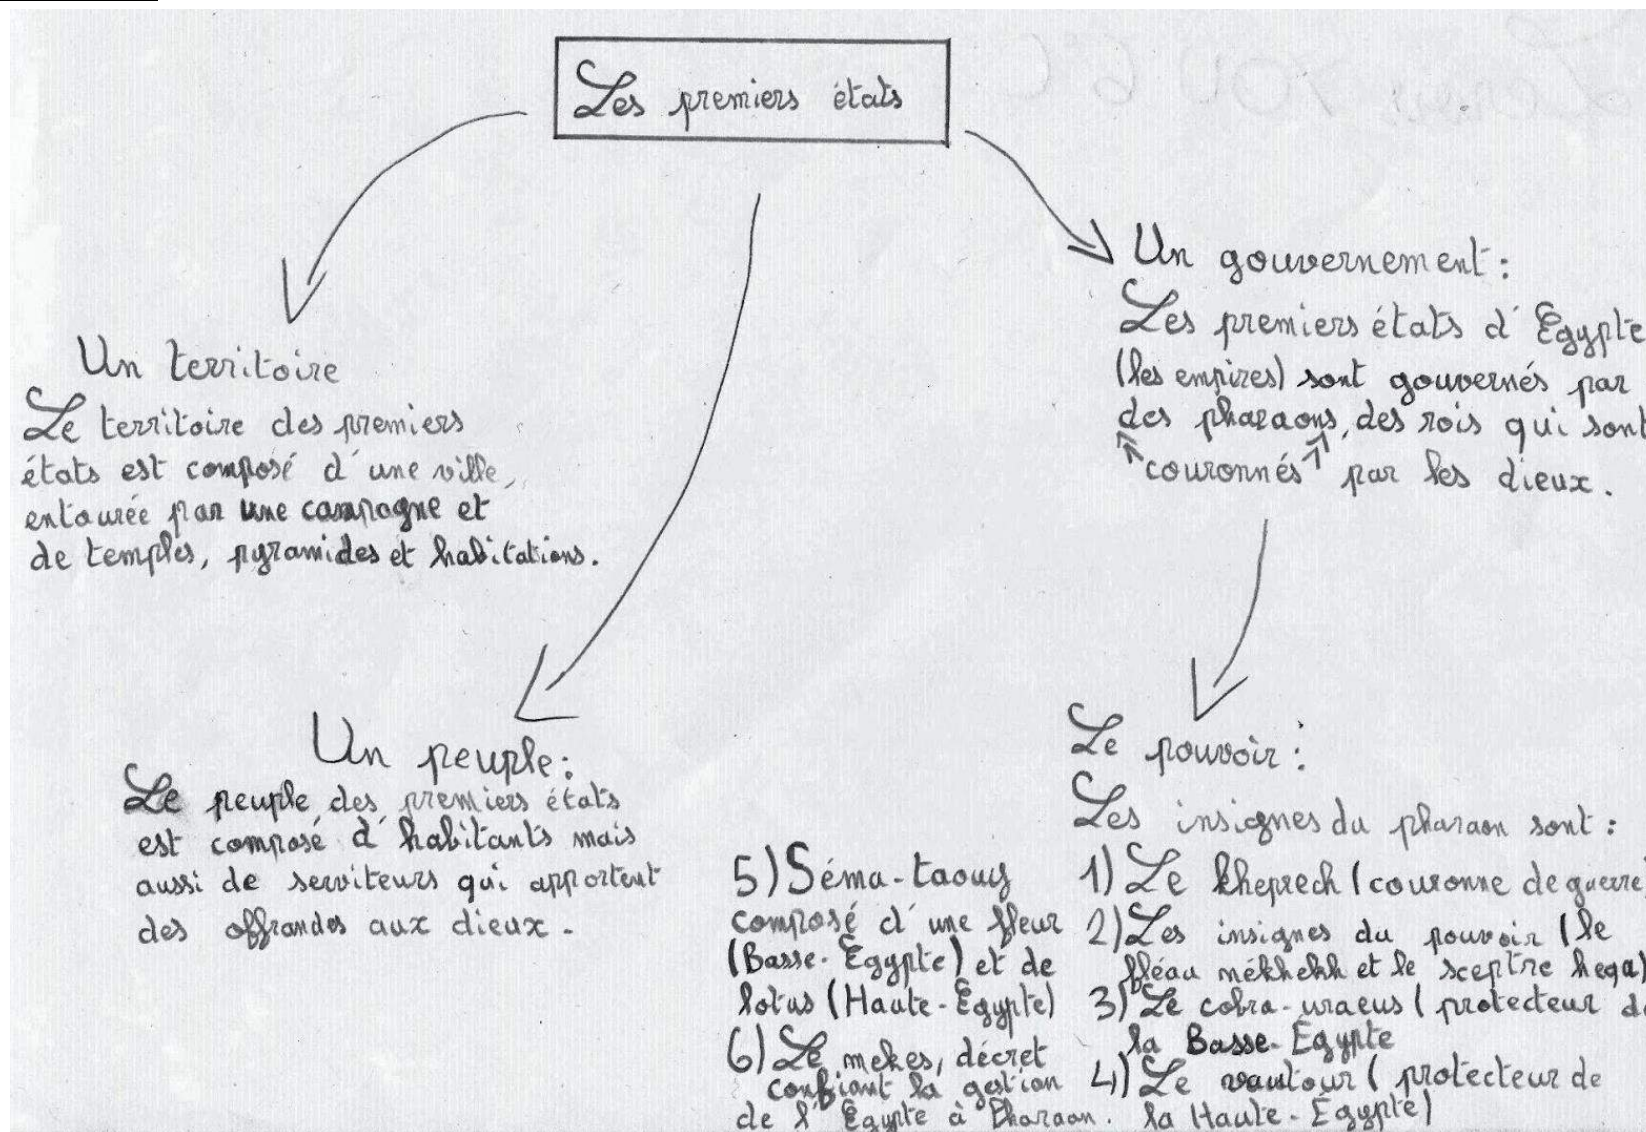 Les premiers états
Un territoire
Le territoire des premiers
états est composé d'une ville,
entourée par une campagne et
de temples, pyramides et habitations.
Un peuple:
Le peuple des premiers états
est composé d'habitants mais
aussi de serviteurs qui apportent
des offrandes aux dieux.
Un gouvernement:
Les premiers états d'Égypte
(les empires) sont gouvernés par
des pharaons, des rois qui sont
couronnés par les dieux.
Le pouvoir:
Les insignes du pharaon sont:
1) Le kheprech (couronne de guerre
2) Les insignes du pouvoir (le
fléau mékhekh et le sceptre heqa)
3) Le cobra-uraeus (protecteur de
la Basse-Égypte
4) Le vautour (protecteur de
la Haute-Égypte)
5) Séma-taouy
composé d'une fleur
(Basse-Égypte) et de
lotus (Haute-Égypte)
6) Le mekes, décret
confiant la gestion
de l'Égypte à Pharaon.